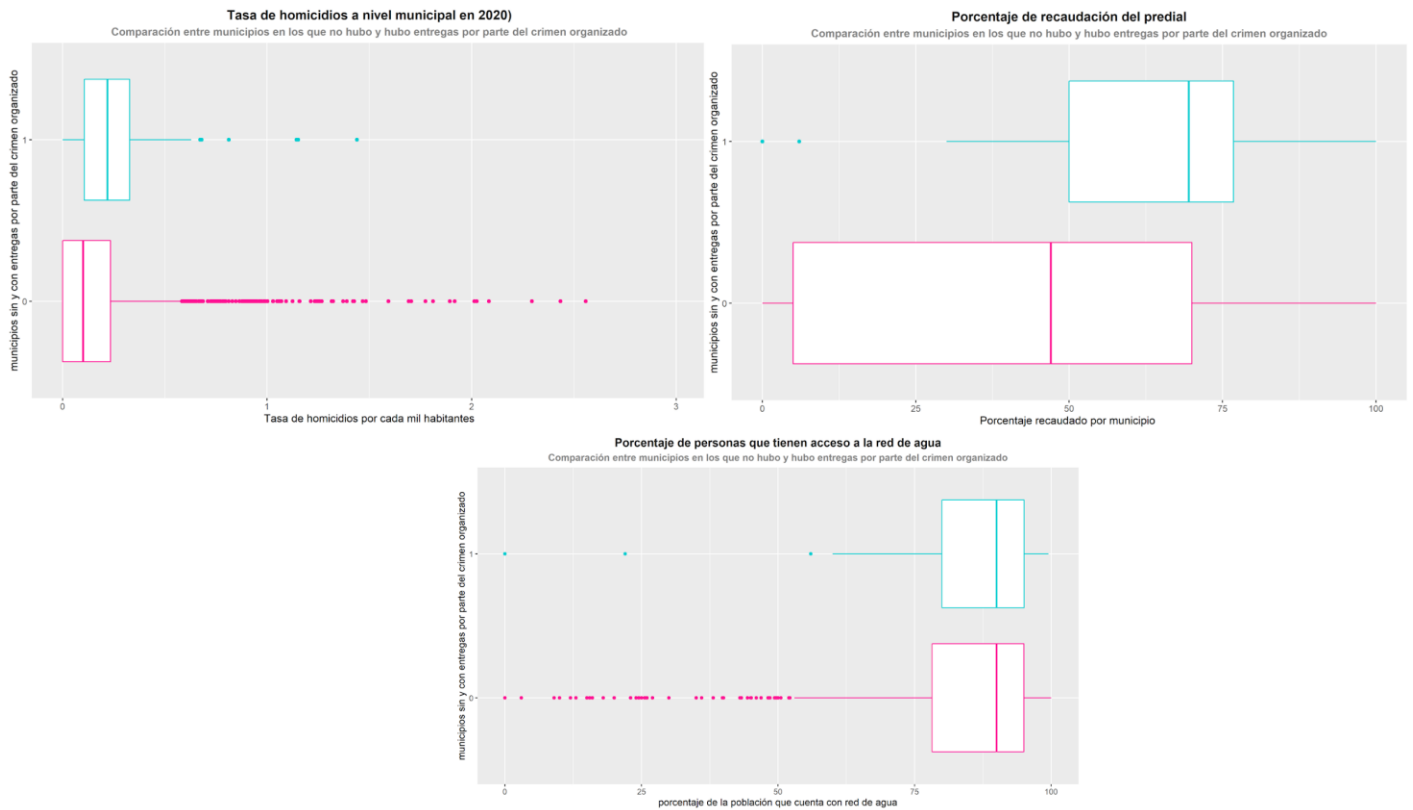 Tasa de homicidios a nivel municipal en 2020)
Comparación entre municipios en los que no hubo y hubo entregas por parte del crimen organizado
municipios sin y con entregas por parte del crimen organizado
1
0
0 1 2 3
Tasa de homicidios por cada mil habitantes
Porcentaje de recaudación del predial
Comparación entre municipios en los que no hubo y hubo entregas por parte del crimen organizado
municipios sin y con entregas por parte del crimen organizado
1
0
0 25 50 75 100
Porcentaje recaudado por municipio
Porcentaje de personas que tienen acceso a la red de agua
Comparación entre municipios en los que no hubo y hubo entregas por parte del crimen organizado
municipios sin y con entregas por parte del crimen organizado
1
0
0 25 50 75 100
porcentaje de la población que cuenta con red de agua